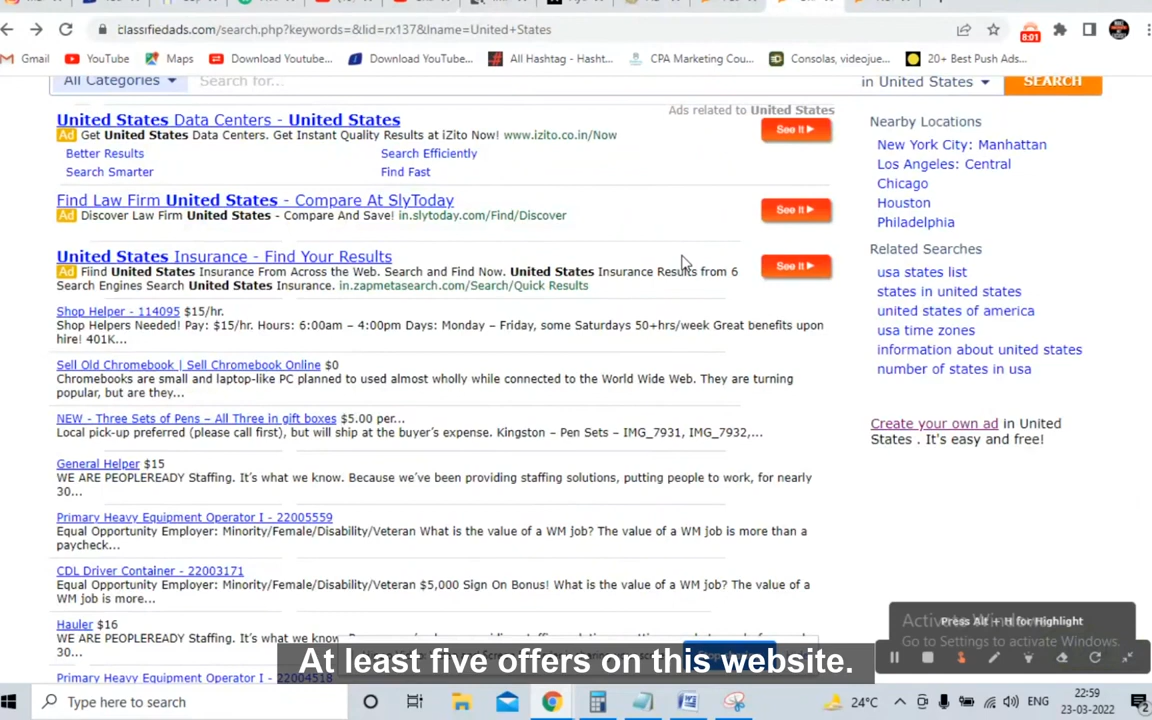 classifiedads.com/search.php?keywords=&lid=rx137&lname=United+States
8:01
Gmail YouTube Maps Download Youtube... Download YouTube... All Hashtag - Hasht... CPA Marketing Cou... Consolas, videojue... 20+ Best Push Ads...
All Categories Search for... in United States SEARCH
Ads related to United States
United States Data Centers - United States
Ad Get United States Data Centers. Get Instant Quality Results at iZito Now! www.izito.co.in/Now
See It
Better Results Search Efficiently
Search Smarter Find Fast
Find Law Firm United States - Compare At SlyToday
Ad Discover Law Firm United States - Compare And Save! in.slytoday.com/Find/Discover
See It
United States Insurance - Find Your Results
Ad Fiind United States Insurance From Across the Web. Search and Find Now. United States Insurance Results from 6
Search Engines Search United States Insurance. in.zapmetasearch.com/Search/Quick Results
See It
Shop Helper - 114095 $15/hr.
Shop Helpers Needed! Pay: $15/hr. Hours: 6:00am – 4:00pm Days: Monday – Friday, some Saturdays 50+hrs/week Great benefits upon
hire! 401K...
Sell Old Chromebook | Sell Chromebook Online $0
Chromebooks are small and laptop-like PC planned to used almost wholly while connected to the World Wide Web. They are turning
popular, but are they...
NEW - Three Sets of Pens – All Three in gift boxes $5.00 per...
Local pick-up preferred (please call first), but will ship at the buyer's expense. Kingston – Pen Sets – IMG_7931, IMG_7932,...
General Helper $15
WE ARE PEOPLEREADY Staffing. It's what we know. Because we've been providing staffing solutions, putting people to work, for nearly
30...
Primary Heavy Equipment Operator I - 22005559
Equal Opportunity Employer: Minority/Female/Disability/Veteran What is the value of a WM job? The value of a WM job is more than a
paycheck...
CDL Driver Container - 22003171
Equal Opportunity Employer: Minority/Female/Disability/Veteran $5,000 Sign On Bonus! What is the value of a WM job? The value of a
WM job is more...
Hauler $16
WE ARE PEOPLEREADY Staffing. It's what we know
Primary Heavy Equipment Operator I - 22004518
Nearby Locations
New York City: Manhattan
Los Angeles: Central
Chicago
Houston
Philadelphia
Related Searches
usa states list
states in united states
united states of america
usa time zones
information about united states
number of states in usa
Create your own ad in United
States . It's easy and free!
Activate Windows
Press Alt + H for Highlight
Go to Settings to activate Windows.
At least five offers on this website.
Type here to search
24°C ENG 22:59
23-03-2022 2